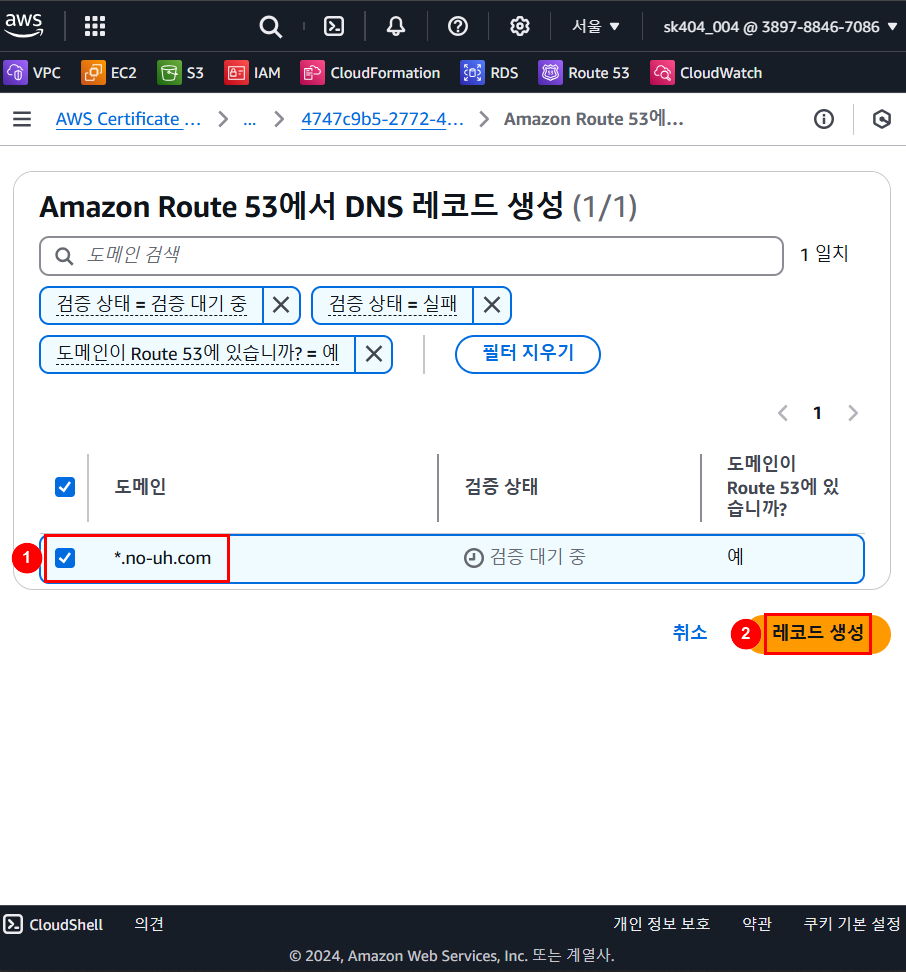 aws 서울 ▼ sk404_004 @ 3897-8846-7086 ▼
VPC EC2 S3 IAM CloudFormation RDS Route 53 CloudWatch
AWS Certificate ... > ... > 4747c9b5-2772-4... > Amazon Route 53에...
Amazon Route 53에서 DNS 레코드 생성 (1/1)
도메인 검색 1 일치
검증 상태 = 검증 대기 중 검증 상태 = 실패
도메인이 Route 53에 있습니까? = 예 필터 지우기
< 1 >
도메인 검증 상태 도메인이
Route 53에 있
습니까?
1 *.no-uh.com 검증 대기 중 예
취소 2 레코드 생성
CloudShell 의견 개인 정보 보호 약관 쿠키 기본 설정
© 2024, Amazon Web Services, Inc. 또는 계열사.